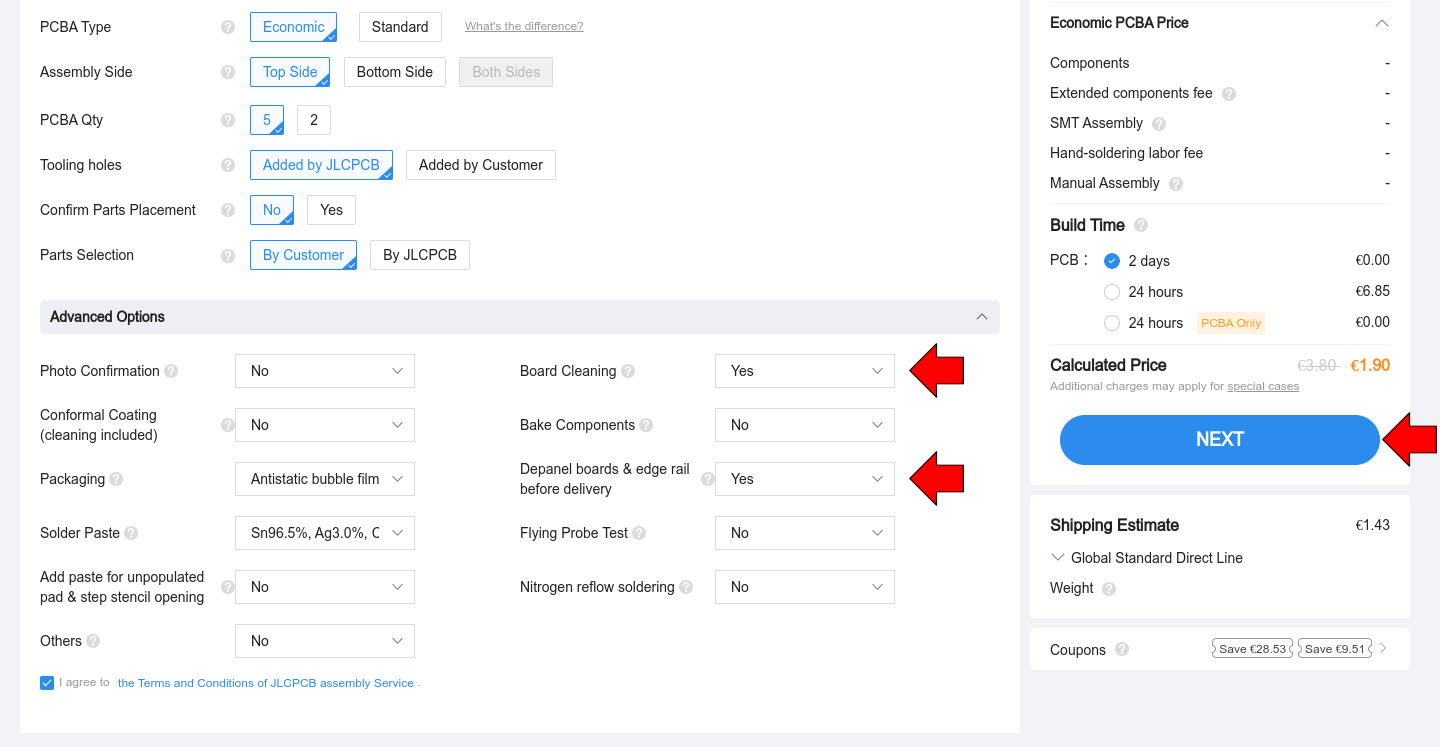 PCBA Type ? Economic Standard What's the difference?
Assembly Side ? Top Side Bottom Side Both Sides
PCBA Qty ? 5 2
Tooling holes ? Added by JLCPCB Added by Customer
Confirm Parts Placement ? No Yes
Parts Selection ? By Customer By JLCPCB
Advanced Options
Photo Confirmation ? No
Board Cleaning ? Yes
Conformal Coating
(cleaning included) ? No
Bake Components ? No
Packaging ? Antistatic bubble film
Depanel boards & edge rail
before delivery ? Yes
Solder Paste ? Sn96.5%, Ag3.0%, C
Flying Probe Test ? No
Add paste for unpopulated
pad & step stencil opening ? No
Nitrogen reflow soldering ? No
Others ? No
I agree to the Terms and Conditions of JLCPCB assembly Service .
Economic PCBA Price
Components -
Extended components fee ? -
SMT Assembly ? -
Hand-soldering labor fee -
Manual Assembly ? -
Build Time ?
PCB : 2 days €0.00
24 hours €6.85
24 hours PCBA Only €0.00
Calculated Price €3.80 €1.90
Additional charges may apply for special cases
NEXT
Shipping Estimate €1.43
Global Standard Direct Line
Weight ?
Coupons ? Save €28.53 Save €9.51